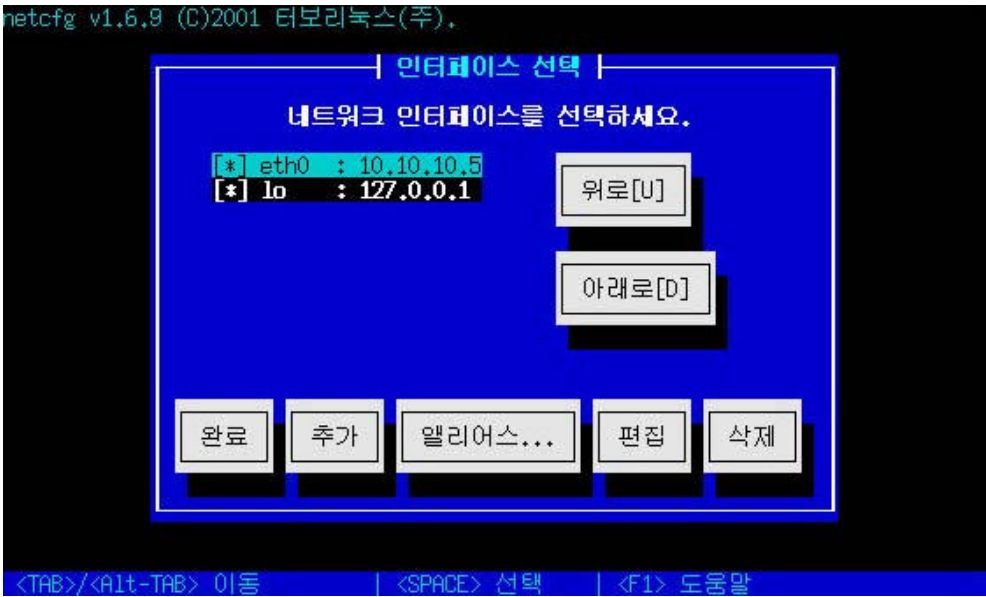 netcfg v1.6.9 (C)2001 터보리눅스(주).
인터페이스 선택
네트워크 인터페이스를 선택하세요.
[*] eth0 : 10.10.10.5
[*] lo : 127.0.0.1
위로[U]
아래로[D]
완료 추가 앨리어스... 편집 삭제
<TAB>/<Alt-TAB> 이동 | <SPACE> 선택 | <F1> 도움말